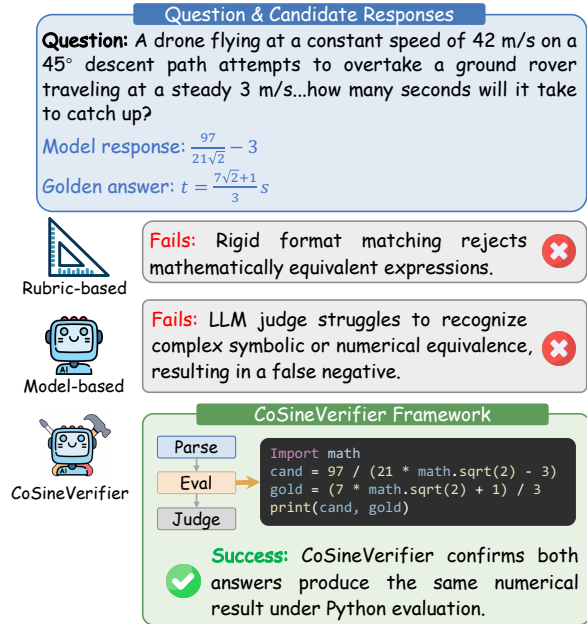 Question & Candidate Responses
Question: A drone flying at a constant speed of 42 m/s on a
45° descent path attempts to overtake a ground rover
traveling at a steady 3 m/s...how many seconds will it take
to catch up?
Model response: 97/(21√2) − 3
Golden answer: t = (7√2+1)/3 s
Rubric-based
Fails: Rigid format matching rejects
mathematically equivalent expressions.
AI
Model-based
Fails: LLM judge struggles to recognize
complex symbolic or numerical equivalence,
resulting in a false negative.
AI
CoSineVerifier
CoSineVerifier Framework
Parse
Eval
Judge
Import math
cand = 97 / (21 * math.sqrt(2) - 3)
gold = (7 * math.sqrt(2) + 1) / 3
print(cand, gold)
Success: CoSineVerifier confirms both
answers produce the same numerical
result under Python evaluation.